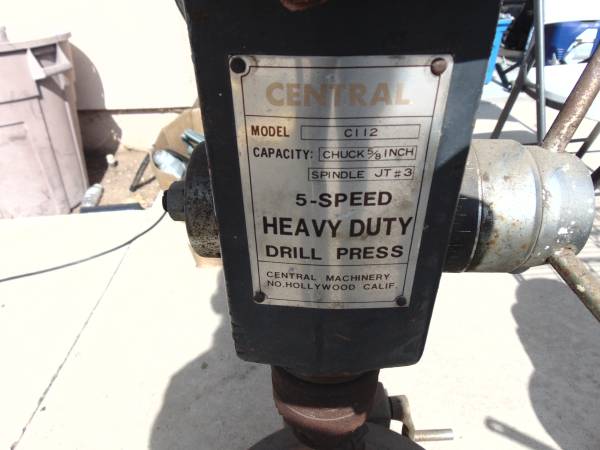 CENTRAL
MODEL C112
CAPACITY: CHUCK 5/8 INCH
SPINDLE JT#3
5-SPEED
HEAVY DUTY
DRILL PRESS
CENTRAL MACHINERY
NO.HOLLYWOOD CALIF.